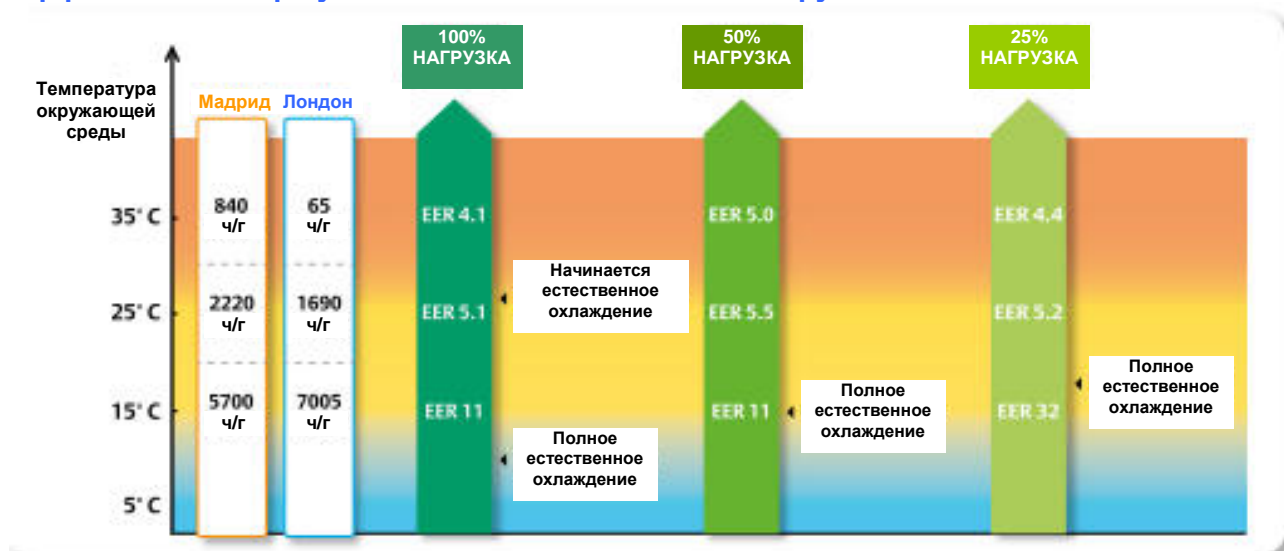 100%
НАГРУЗКА
50%
НАГРУЗКА
25%
НАГРУЗКА
Температура
окружающей
среды
Мадрид
Лондон
35°C
840
ч/г
65
ч/г
EER 4.1
EER 5.0
EER 4.4
Начинается
естественное
охлаждение
25°C
2220
ч/г
1690
ч/г
EER 5.1
EER 5.5
EER 5.2
Полное
естественное
охлаждение
15°C
5700
ч/г
7005
ч/г
EER 11
EER 11
Полное
естественное
охлаждение
EER 32
Полное
естественное
охлаждение
5°C